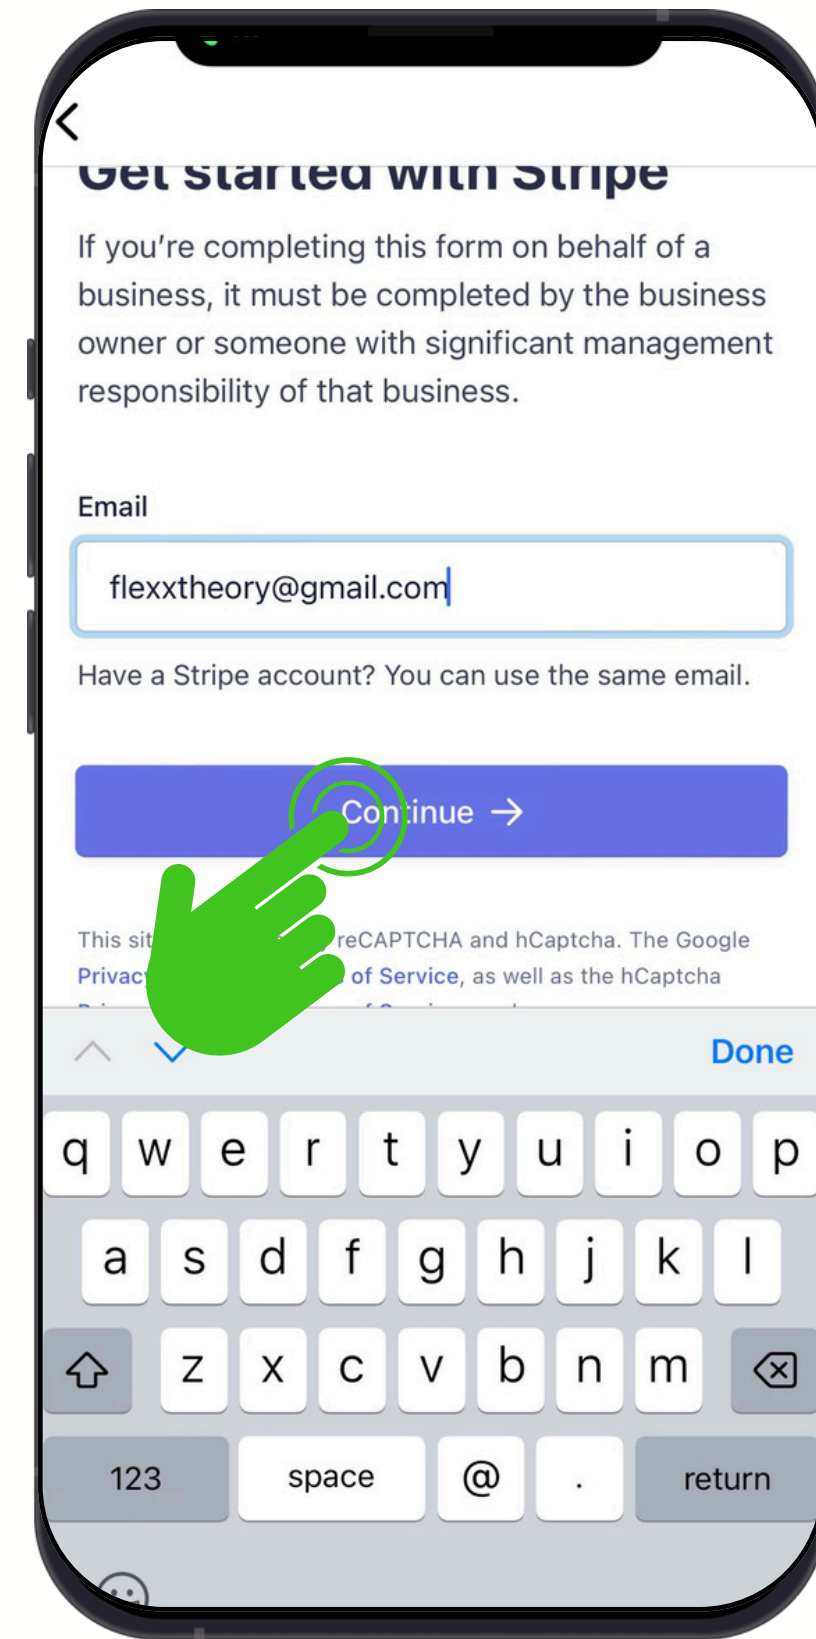 Get started with Stripe
If you're completing this form on behalf of a
business, it must be completed by the business
owner or someone with significant management
responsibility of that business.
Email
flexxtheory@gmail.com
Have a Stripe account? You can use the same email.
Continue →
This sit reCAPTCHA and hCaptcha. The Google
Privac of Service, as well as the hCaptcha
Done
q w e r t y u i o p
a s d f g h j k l
z x c v b n m
123 space @ . return